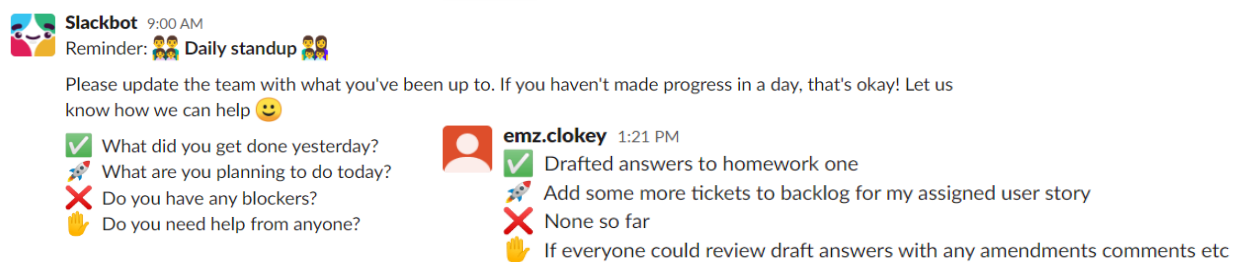 Slackbot 9:00 AM
Reminder: 👨‍👨‍👧‍👦 Daily standup 👨‍👩‍👧‍👦
Please update the team with what you've been up to. If you haven't made progress in a day, that's okay! Let us
know how we can help 🙂
✅ What did you get done yesterday?
🚀 What are you planning to do today?
❌ Do you have any blockers?
✋ Do you need help from anyone?
emz.clokey 1:21 PM
✅ Drafted answers to homework one
🚀 Add some more tickets to backlog for my assigned user story
❌ None so far
✋ If everyone could review draft answers with any amendments comments etc